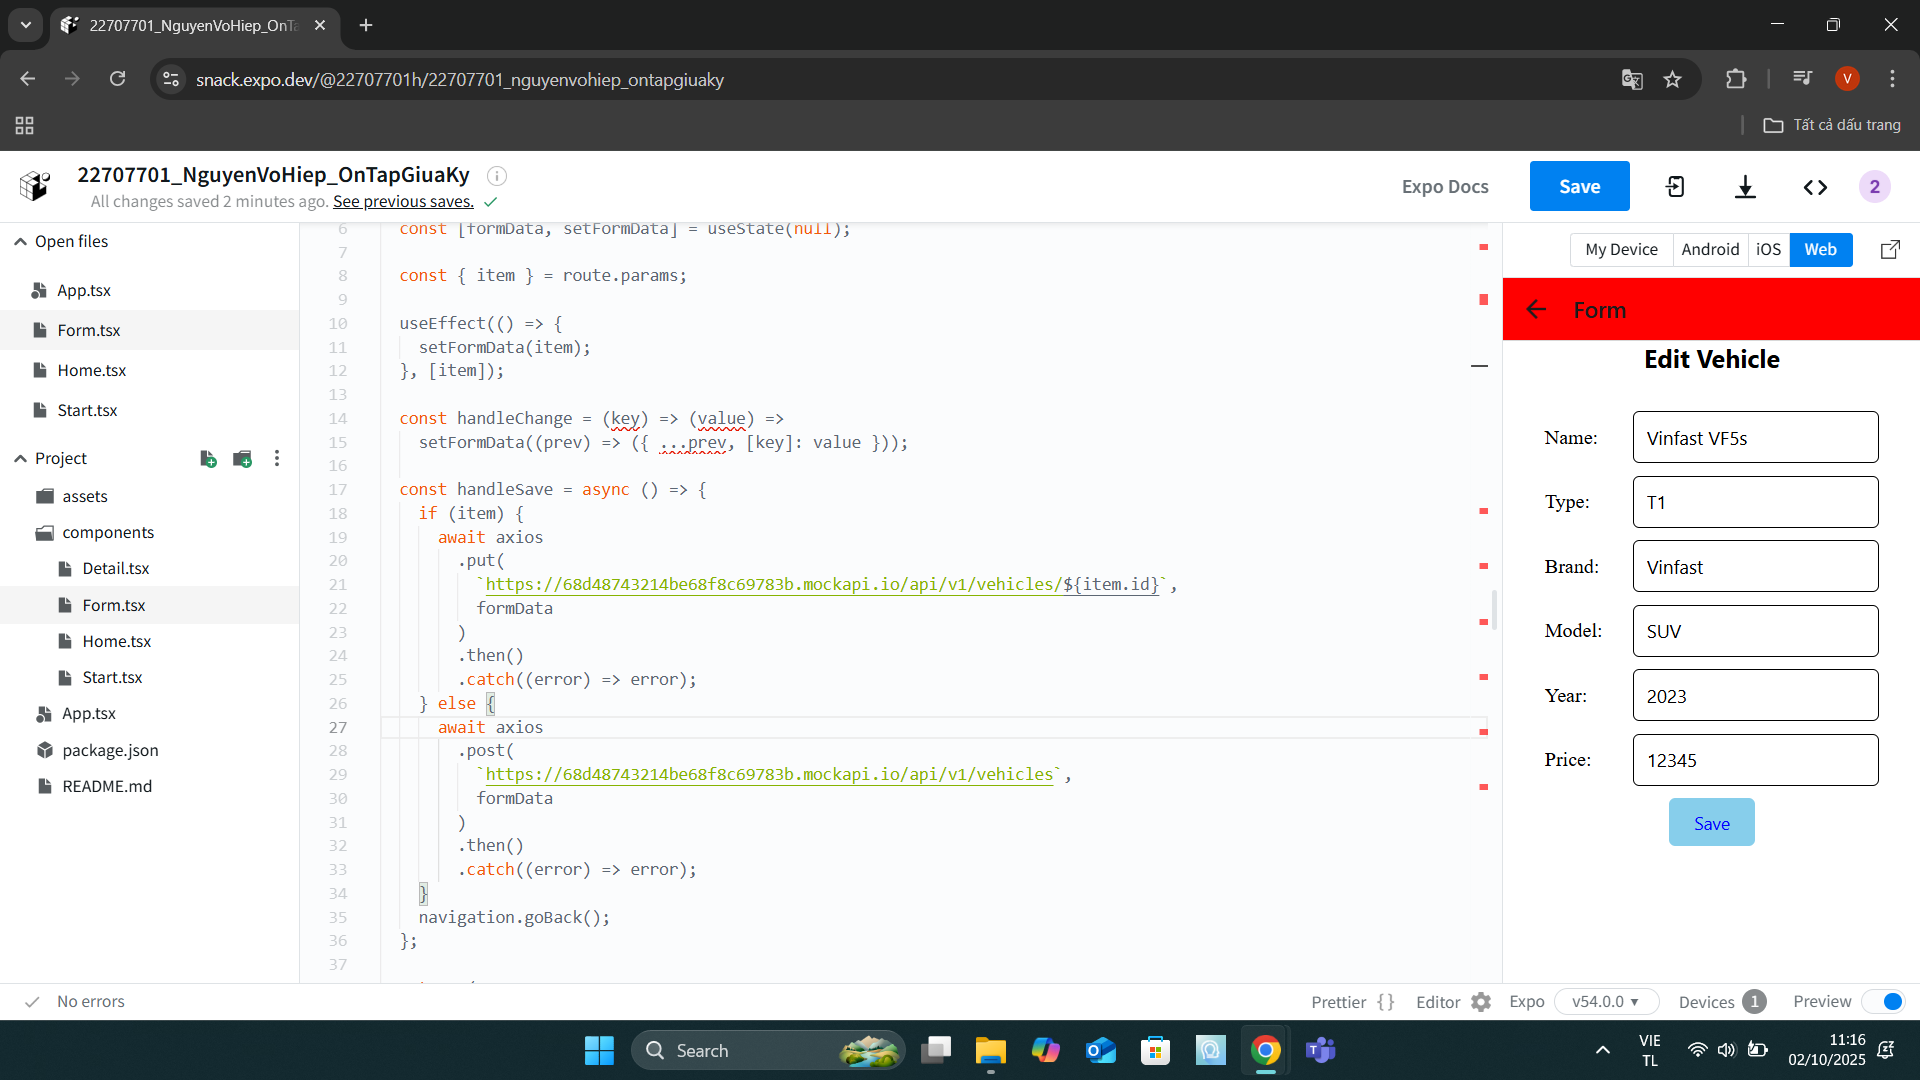 22707701_NguyenVoHiep_OnTa
snack.expo.dev/@22707701h/22707701_nguyenvohiep_ontapgiuaky
V
Tất cả dấu trang
22707701_NguyenVoHiep_OnTapGiuaKy
All changes saved 2 minutes ago. See previous saves.
Expo Docs
Save
2
Open files
App.tsx
Form.tsx
Home.tsx
Start.tsx
Project
assets
components
Detail.tsx
Form.tsx
Home.tsx
Start.tsx
App.tsx
package.json
README.md
6 const [formData, setFormData] = useState(null);
7
8 const { item } = route.params;
9
10 useEffect(() => {
11 setFormData(item);
12 }, [item]);
13
14 const handleChange = (key) => (value) =>
15 setFormData((prev) => ({ ...prev, [key]: value }));
16
17 const handleSave = async () => {
18 if (item) {
19 await axios
20 .put(
21 `https://68d48743214be68f8c69783b.mockapi.io/api/v1/vehicles/${item.id}`,
22 formData
23 )
24 .then()
25 .catch((error) => error);
26 } else {
27 await axios
28 .post(
29 `https://68d48743214be68f8c69783b.mockapi.io/api/v1/vehicles`,
30 formData
31 )
32 .then()
33 .catch((error) => error);
34 }
35 navigation.goBack();
36 };
37
My Device
Android
iOS
Web
Form
Edit Vehicle
Name: Vinfast VF5s
Type: T1
Brand: Vinfast
Model: SUV
Year: 2023
Price: 12345
Save
No errors
Prettier {}
Editor
Expo v54.0.0
Devices 1
Preview
Search
VIE
TL
11:16
02/10/2025